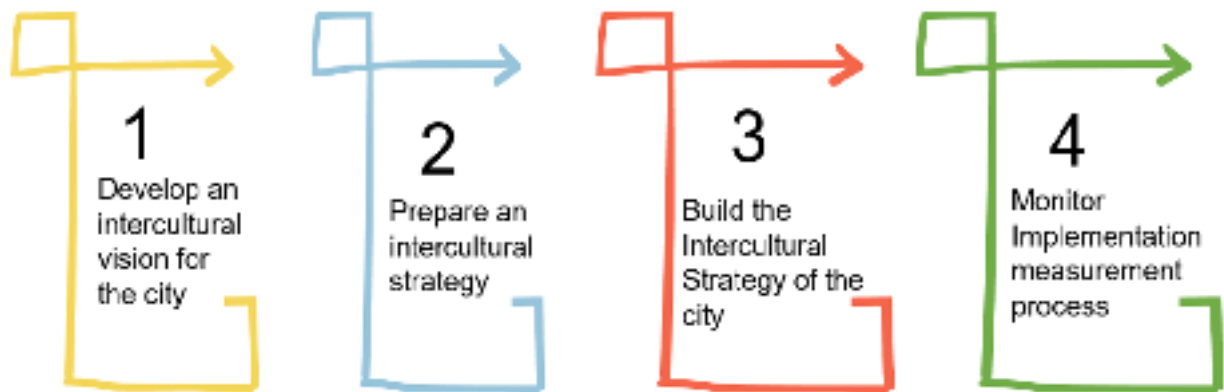 1
Develop an
intercultural
vision for
the city
2
Prepare an
intercultural
strategy
3
Build the
Intercultural
Strategy of the
city
4
Monitor
Implementation
measurement
process